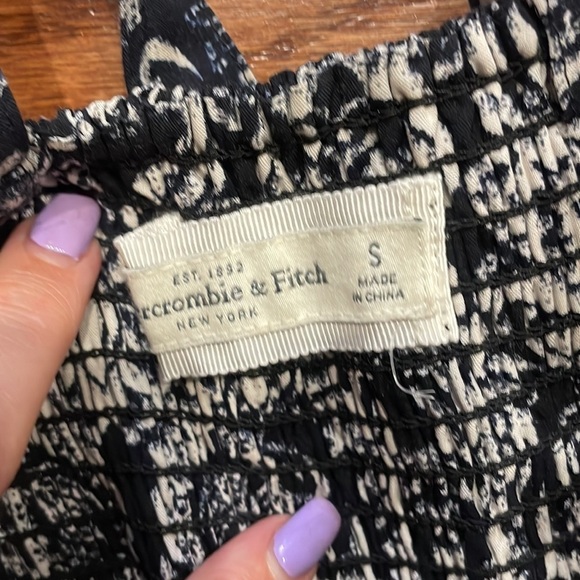 EST. 1892
rcrombie & Fitch
NEW YORK
S
MADE
IN CHINA